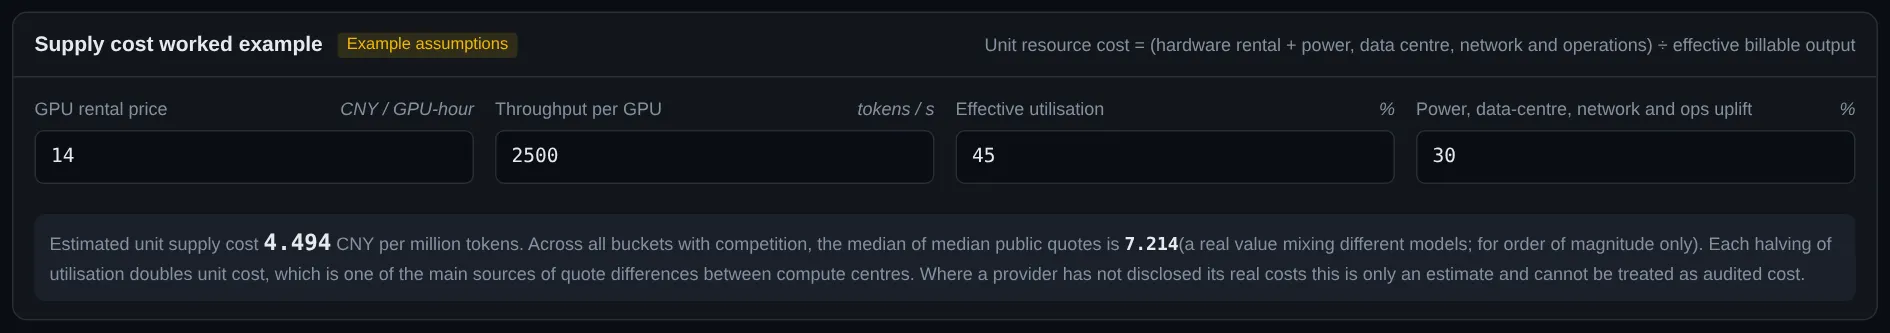 Supply cost worked example Example assumptions Unit resource cost = (hardware rental + power, data centre, network and operations) ÷ effective billable output
GPU rental price CNY / GPU-hour Throughput per GPU tokens / s Effective utilisation % Power, data-centre, network and ops uplift %
14 2500 45 30
Estimated unit supply cost 4.494 CNY per million tokens. Across all buckets with competition, the median of median public quotes is 7.214(a real value mixing different models; for order of magnitude only). Each halving of
utilisation doubles unit cost, which is one of the main sources of quote differences between compute centres. Where a provider has not disclosed its real costs this is only an estimate and cannot be treated as audited cost.